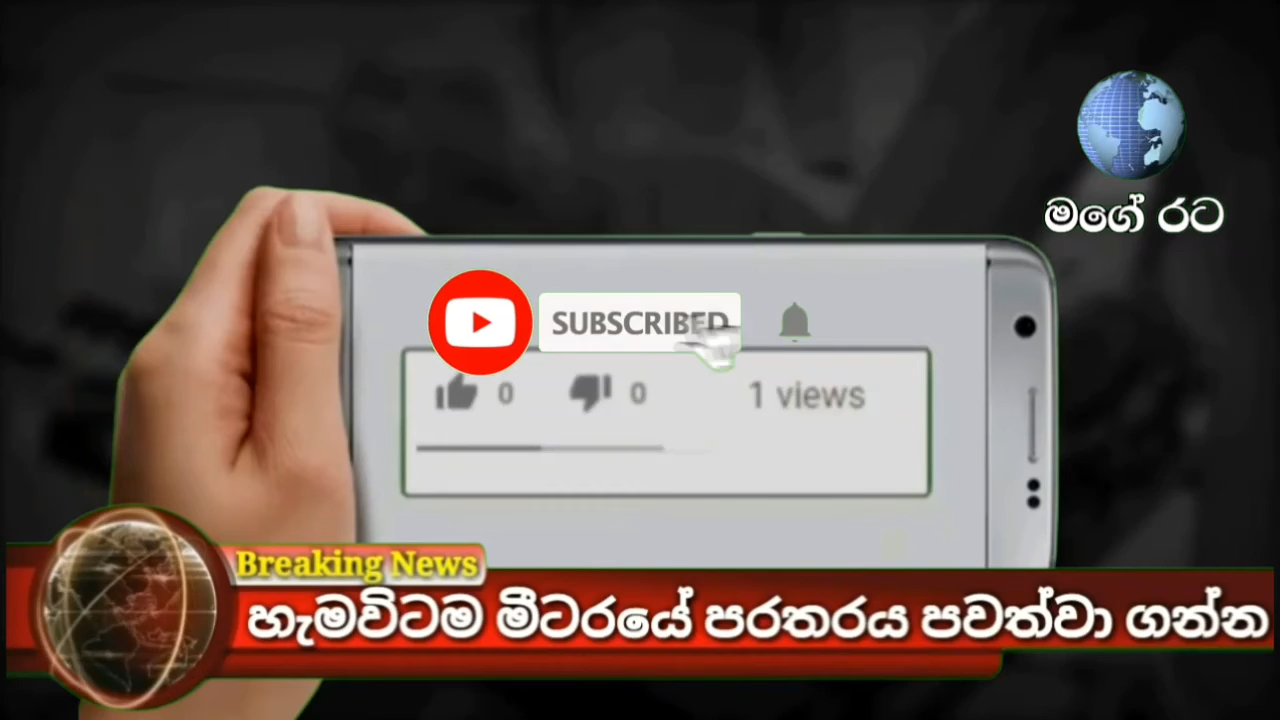 මගේ රට
SUBSCRIBED
0 0 1 views
Breaking News
හැමවිටම මීටරයේ පරතරය පවත්වා ගන්න